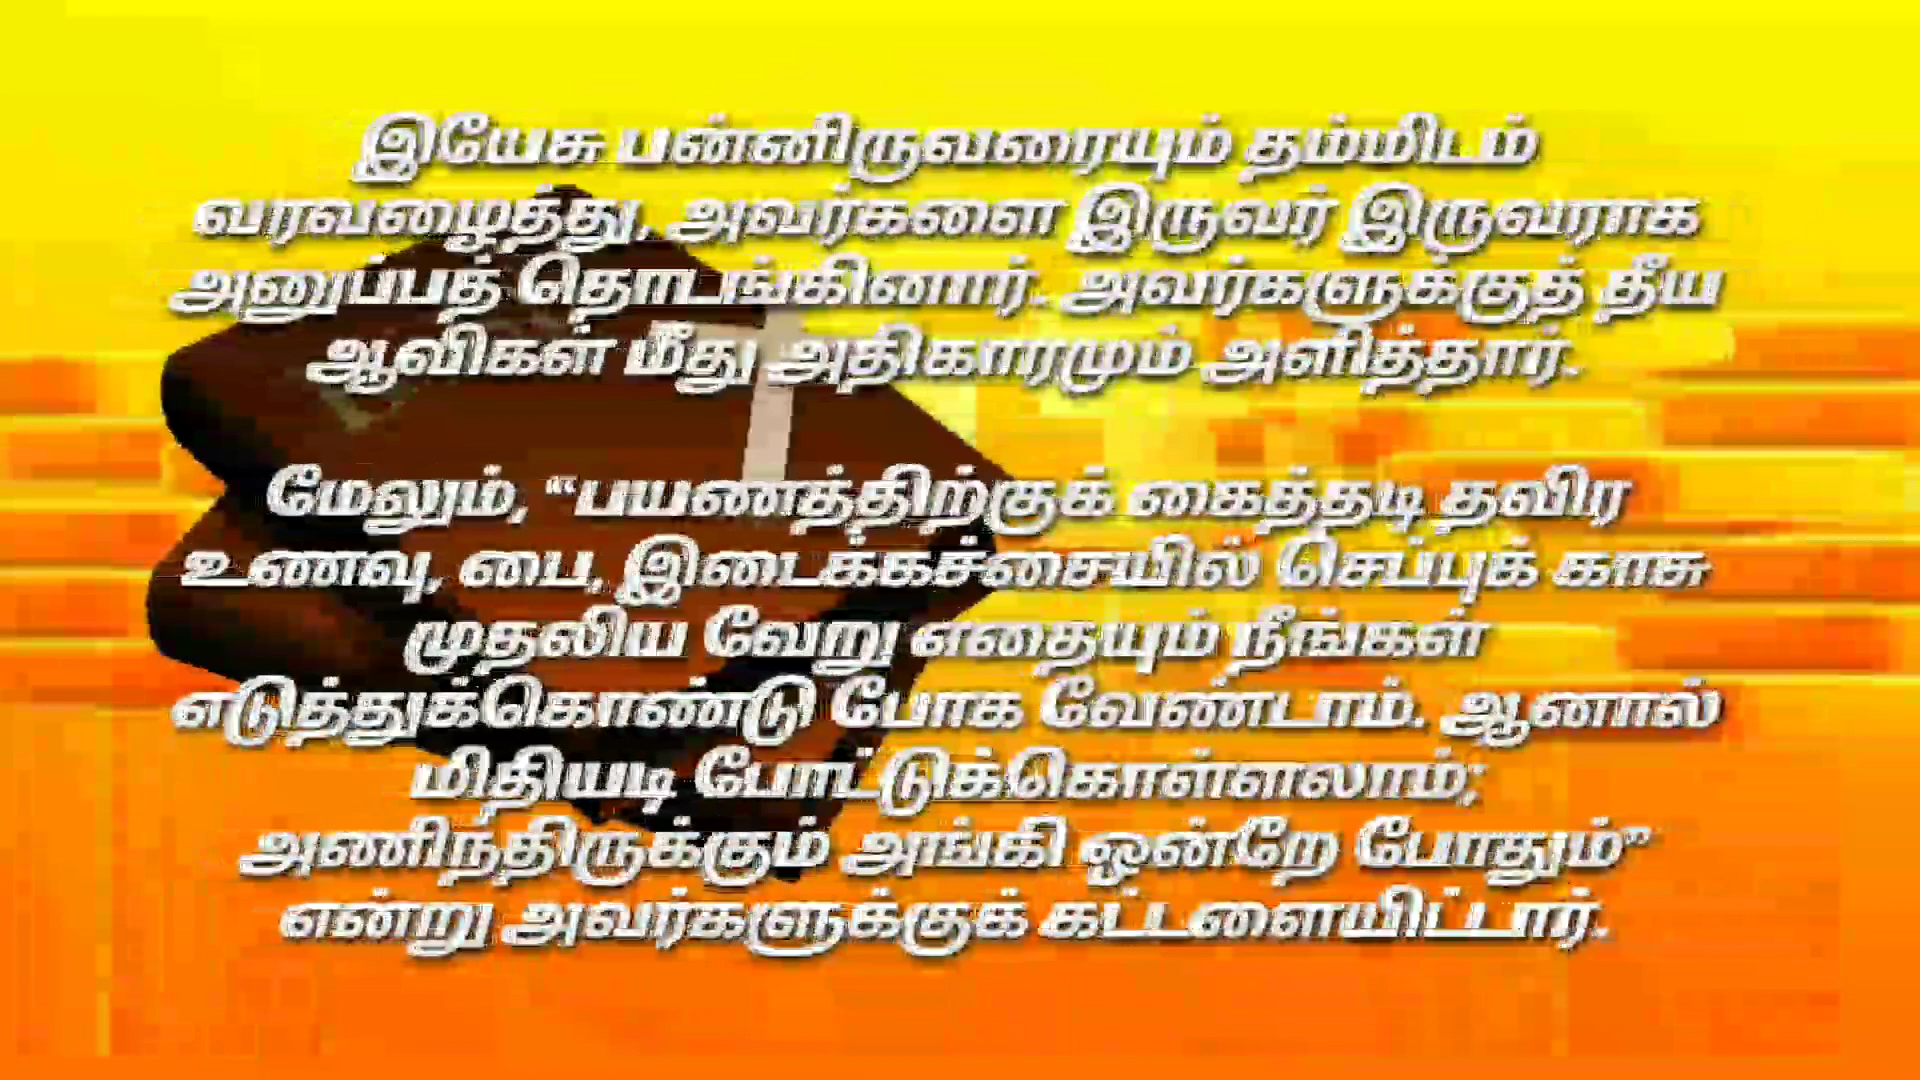 இயேசு பன்னிருவரையும் தம்மிடம்
வரவழைத்து, அவர்களை இருவர் இருவராக
அனுப்பத் தொடங்கினார். அவர்களுக்குத் தீய
ஆவிகள் மீது அதிகாரமும் அளித்தார்.
மேலும், “பயணத்திற்குக் கைத்தடி தவிர
உணவு, பை, இடைக்கச்சையில் செப்புக் காசு
முதலிய வேறு எதையும் நீங்கள்
எடுத்துக்கொண்டு போக வேண்டாம். ஆனால்
மிதியடி போட்டுக்கொள்ளலாம்;
அணிந்திருக்கும் அங்கி ஒன்றே போதும்”
என்று அவர்களுக்குக் கட்டளையிட்டார்.